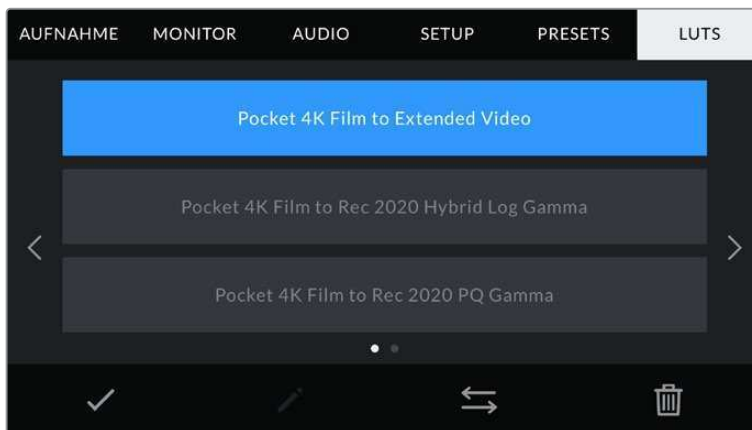 AUFNAHME MONITOR AUDIO SETUP PRESETS LUTS
Pocket 4K Film to Extended Video
Pocket 4K Film to Rec 2020 Hybrid Log Gamma
Pocket 4K Film to Rec 2020 PQ Gamma